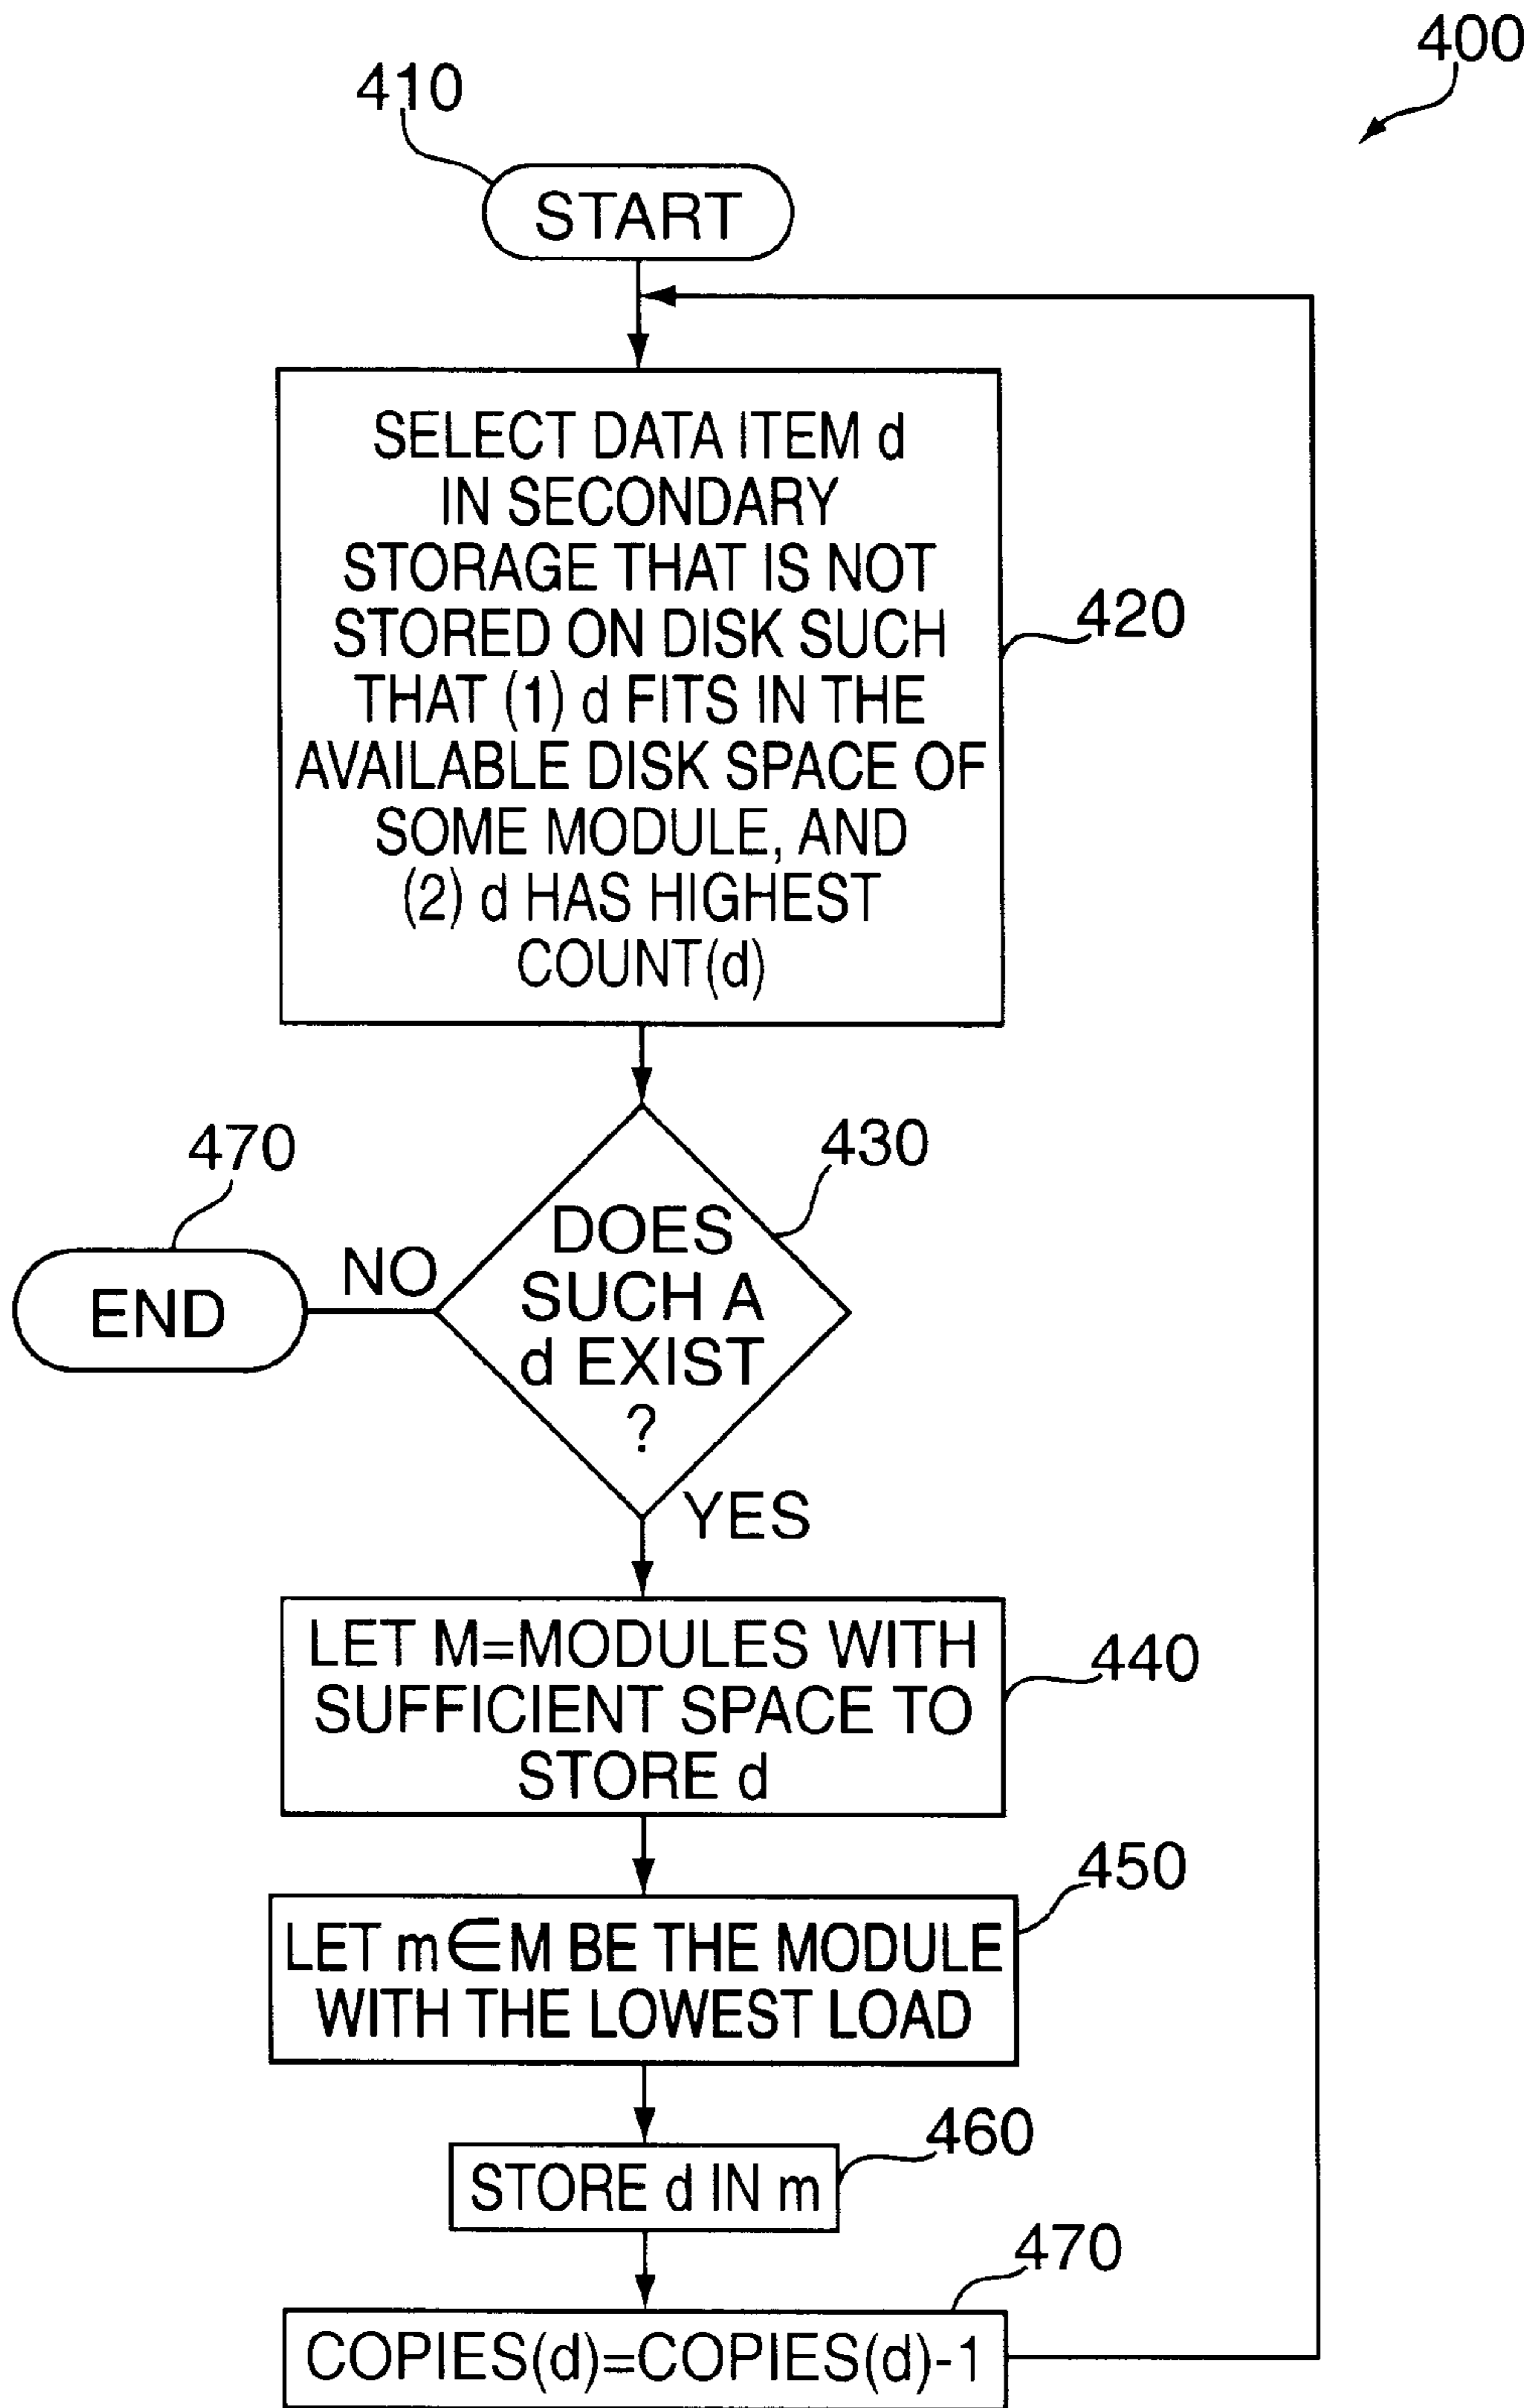 400
410
START
SELECT DATA ITEM d
IN SECONDARY
STORAGE THAT IS NOT
STORED ON DISK SUCH
THAT (1) d FITS IN THE
AVAILABLE DISK SPACE OF
SOME MODULE, AND
(2) d HAS HIGHEST
COUNT(d)
420
470
END
NO
430
DOES
SUCH A
d EXIST
?
YES
LET M=MODULES WITH
SUFFICIENT SPACE TO
STORE d
440
450
LET m∈M BE THE MODULE
WITH THE LOWEST LOAD
460
STORE d IN m
470
COPIES(d)=COPIES(d)-1